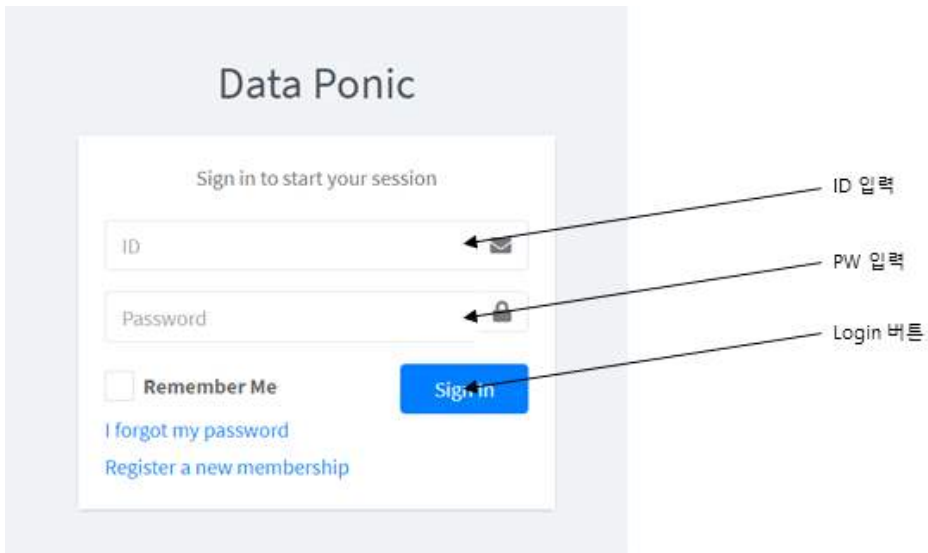 Data Ponic
Sign in to start your session
ID 입력
ID
PW 입력
Password
Login 버튼
Remember Me
Sign in
I forgot my password
Register a new membership